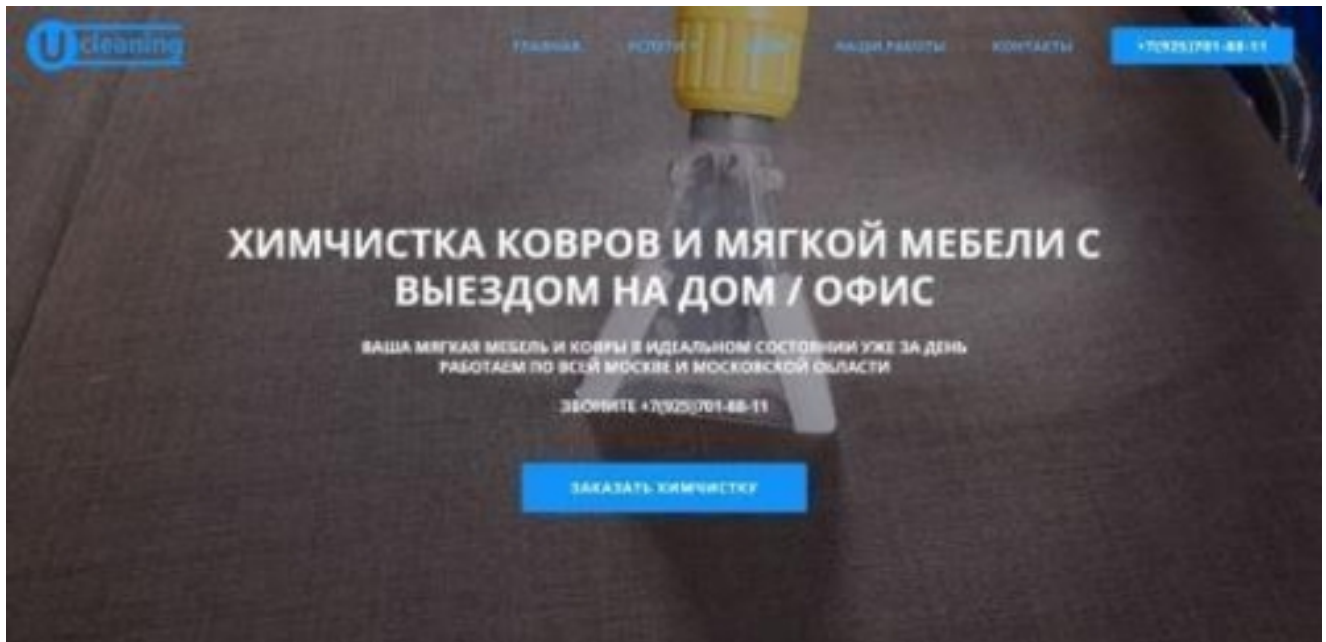 U cleaning
ГЛАВНАЯ УСЛУГИ ЦЕНЫ НАШИ РАБОТЫ КОНТАКТЫ +7(925)701-88-11
ХИМЧИСТКА КОВРОВ И МЯГКОЙ МЕБЕЛИ С
ВЫЕЗДОМ НА ДОМ / ОФИС
ВАША МЯГКАЯ МЕБЕЛЬ И КОВРЫ В ИДЕАЛЬНОМ СОСТОЯНИИ УЖЕ ЗА ДЕНЬ
РАБОТАЕМ ПО ВСЕЙ МОСКВЕ И МОСКОВСКОЙ ОБЛАСТИ
ЗВОНИТЕ +7(925)701-88-11
ЗАКАЗАТЬ ХИМЧИСТКУ